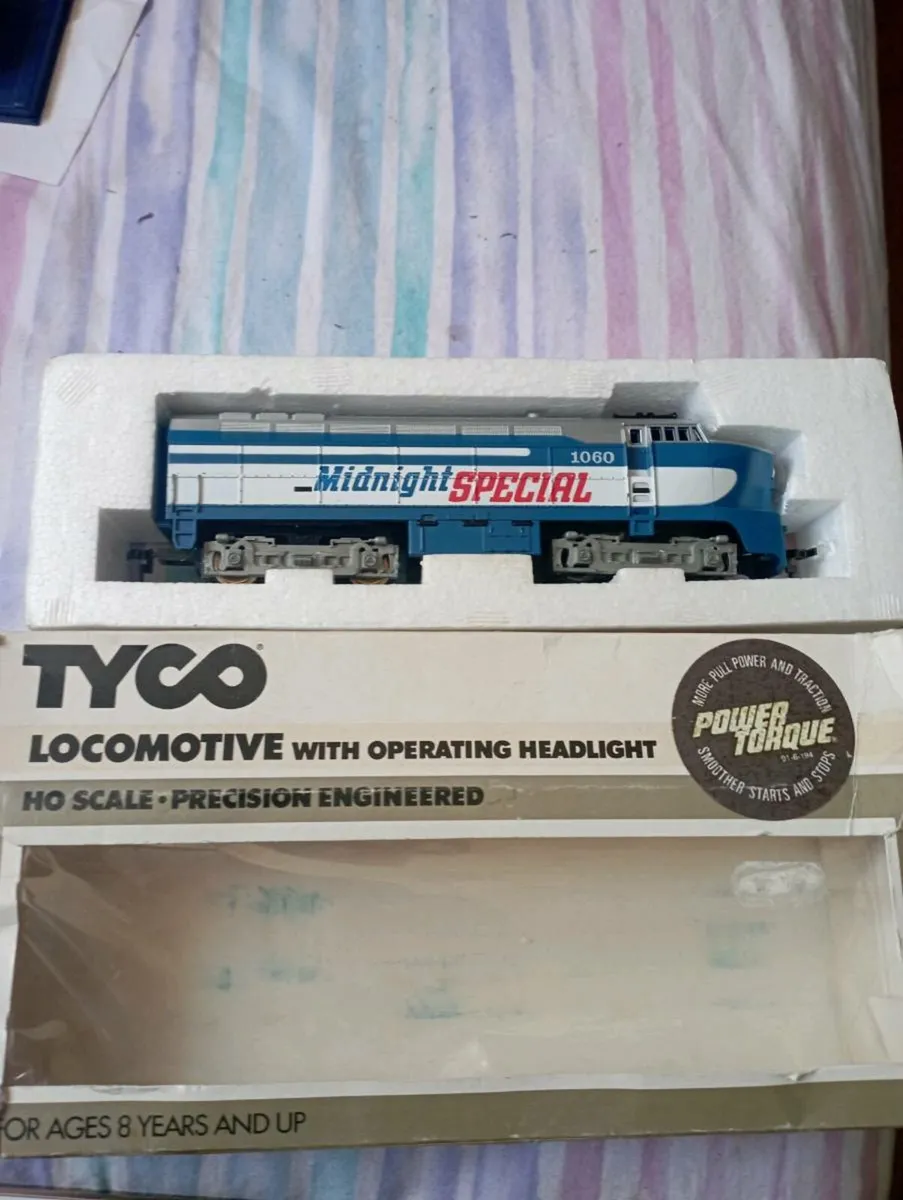 1060
Midnight SPECIAL
TYCO®
LOCOMOTIVE WITH OPERATING HEADLIGHT
HO SCALE • PRECISION ENGINEERED
MORE PULL POWER AND TRACTION
POWER
TORQUE
SMOOTHER STARTS AND STOPS
FOR AGES 8 YEARS AND UP